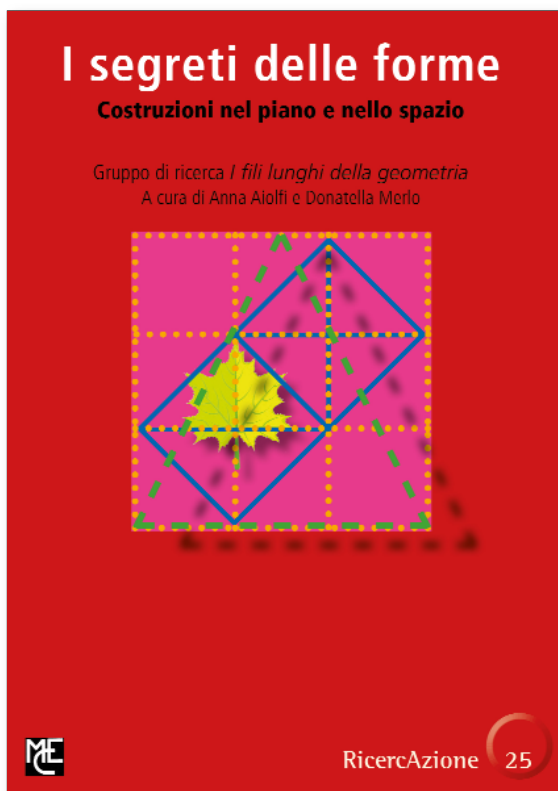 I segreti delle forme
Costruzioni nel piano e nello spazio
Gruppo di ricerca I fili lunghi della geometria
A cura di Anna Aiolfi e Donatella Merlo
MCE
RicercAzione 25